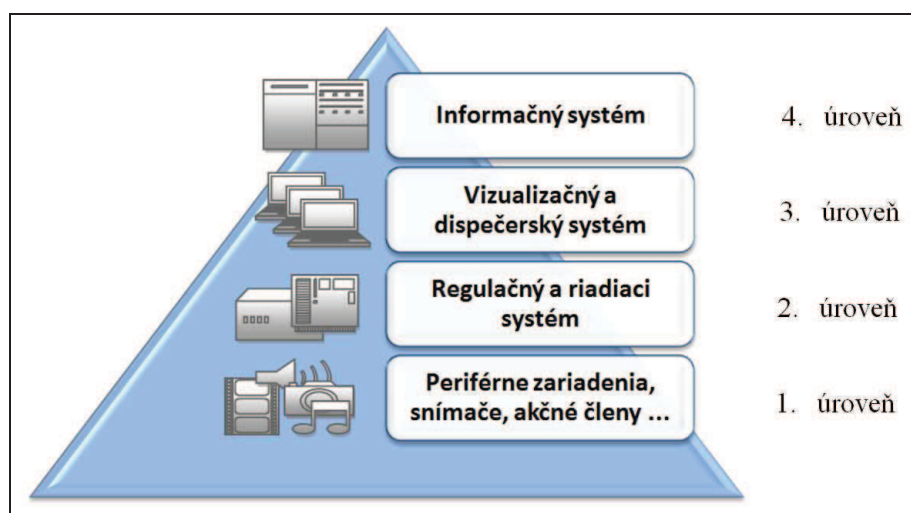 Informačný systém
4. úroveň
Vizualizačný a
dispečerský systém
3. úroveň
Regulačný a riadiaci
systém
2. úroveň
Periférne zariadenia,
snímače, akčné členy ...
1. úroveň